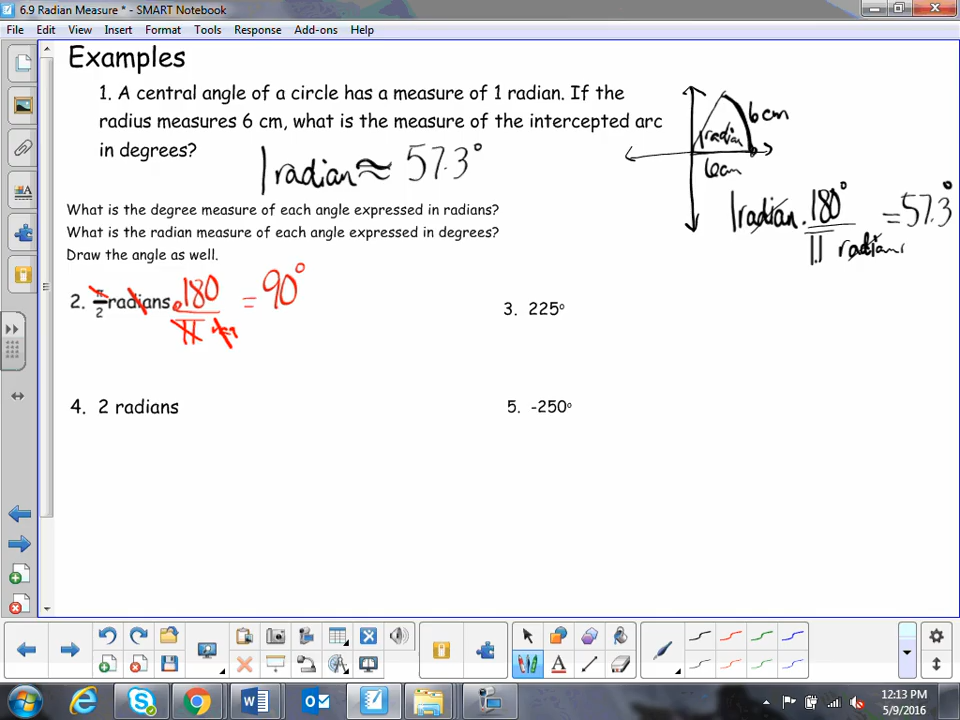 6.9 Radian Measure * - SMART Notebook
File Edit View Insert Format Tools Response Add-ons Help
Examples
1. A central angle of a circle has a measure of 1 radian. If the
radius measures 6 cm, what is the measure of the intercepted arc
in degrees?
1 radian ≈ 57.3°
6cm
1 radian
6cm
1 radian · 180° / π radians = 57.3°
What is the degree measure of each angle expressed in radians?
What is the radian measure of each angle expressed in degrees?
Draw the angle as well.
2. π/2 radians · 180 / π = 90°
3. 225°
4. 2 radians
5. -250°
12:13 PM
5/9/2016